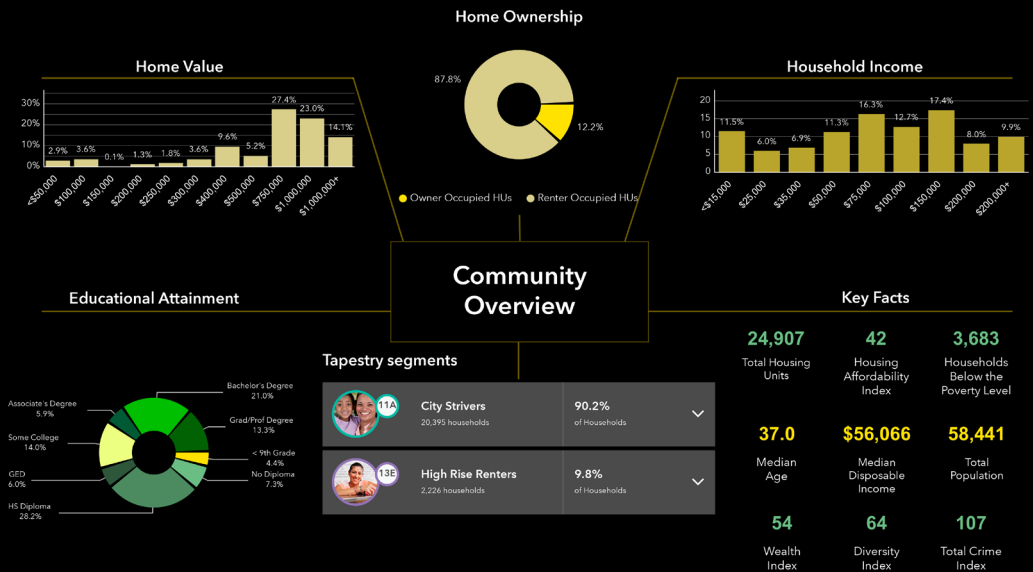 Home Ownership
87.8%
12.2%
Owner Occupied HUs
Renter Occupied HUs
Home Value
30%
20%
10%
0%
2.9%
3.6%
0.1%
1.3%
1.8%
3.6%
9.6%
5.2%
27.4%
23.0%
14.1%
<$50,000
$100,000
$150,000
$200,000
$250,000
$300,000
$400,000
$500,000
$750,000
$1,000,000
$1,000,000+
Household Income
20
15
10
5
0
11.5%
6.0%
6.9%
11.3%
16.3%
12.7%
17.4%
8.0%
9.9%
<$15,000
$25,000
$35,000
$50,000
$75,000
$100,000
$150,000
$200,000
$200,000+
Community
Overview
Educational Attainment
Bachelor's Degree
21.0%
Grad/Prof Degree
13.3%
< 9th Grade
4.4%
No Diploma
7.3%
HS Diploma
28.2%
GED
6.0%
Some College
14.0%
Associate's Degree
5.9%
Tapestry segments
11A
City Strivers
20,395 households
90.2%
of Households
13E
High Rise Renters
2,226 households
9.8%
of Households
Key Facts
24,907
Total Housing
Units
42
Housing
Affordability
Index
3,683
Households
Below the
Poverty Level
37.0
Median
Age
$56,066
Median
Disposable
Income
58,441
Total
Population
54
Wealth
Index
64
Diversity
Index
107
Total Crime
Index